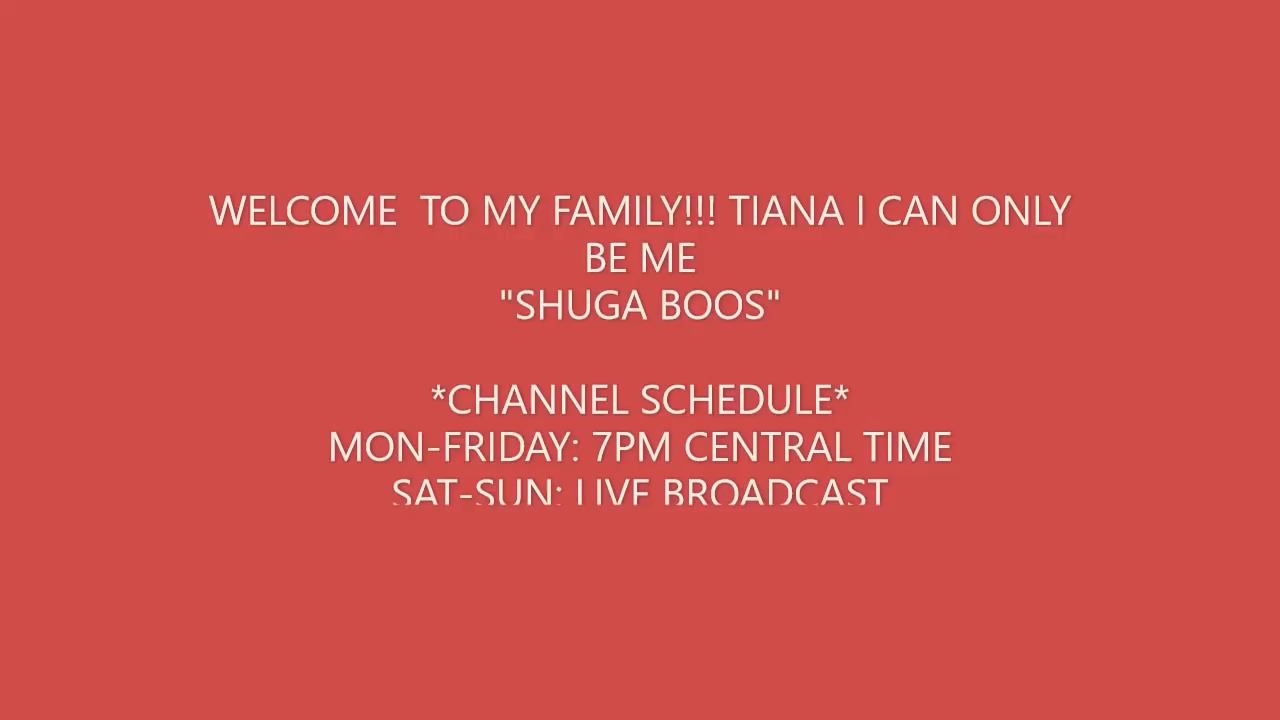 WELCOME  TO MY FAMILY!!! TIANA I CAN ONLY
BE ME
"SHUGA BOOS"
*CHANNEL SCHEDULE*
MON-FRIDAY: 7PM CENTRAL TIME
SAT-SUN: LIVE BROADCAST